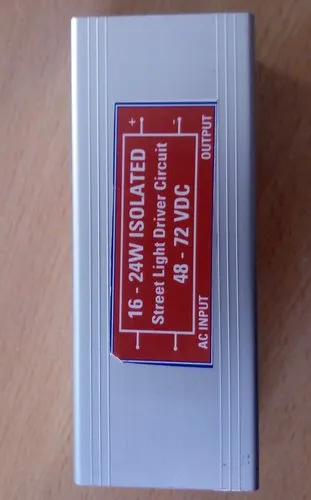 16 - 24W ISOLATED
Street Light Driver Circuit
48 - 72 VDC
+
-
AC INPUT
OUTPUT